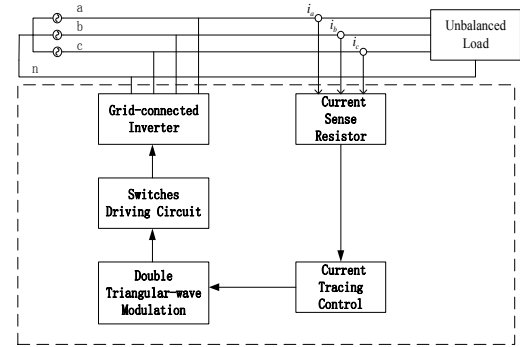 a
b
c
n
i_a
i_b
i_c
Unbalanced
Load
Grid-connected
Inverter
Current
Sense
Resistor
Switches
Driving Circuit
Double
Triangular-wave
Modulation
Current
Tracing
Control